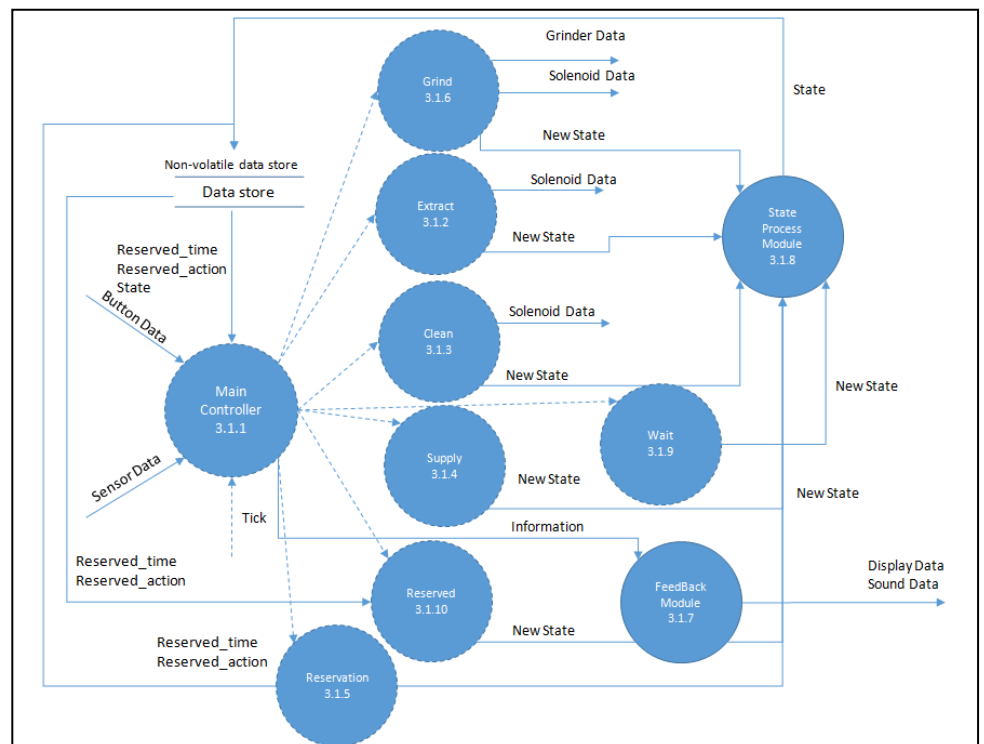 Grinder Data
Grind
3.1.6
Solenoid Data
State
New State
Non-volatile data store
Data store
Solenoid Data
Extract
3.1.2
New State
State
Process
Module
3.1.8
Reserved_time
Reserved_action
State
Button Data
Solenoid Data
Clean
3.1.3
New State
New State
Main
Controller
3.1.1
Wait
3.1.9
Supply
3.1.4
Sensor Data
New State
New State
Tick
Information
Reserved_time
Reserved_action
Display Data
Sound Data
Reserved
3.1.10
FeedBack
Module
3.1.7
New State
Reserved_time
Reserved_action
Reservation
3.1.5